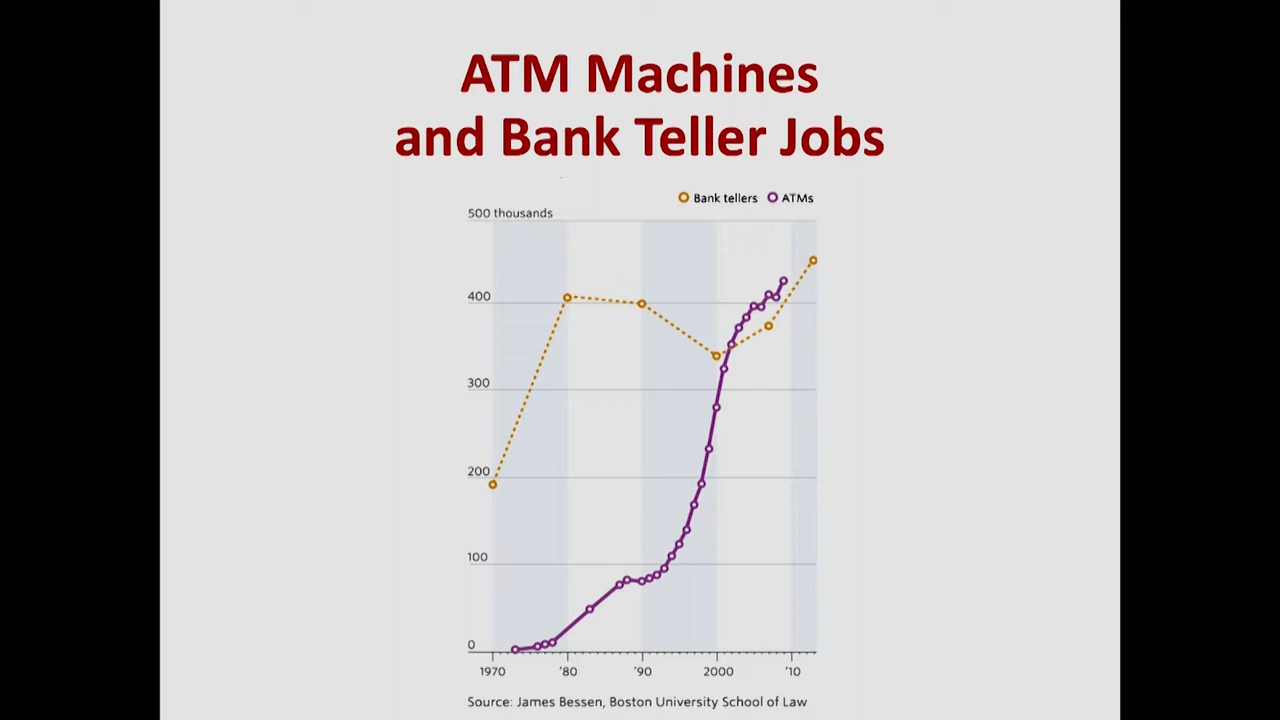 ATM Machines
and Bank Teller Jobs
Bank tellers ATMs
500 thousands
400
300
200
100
0
1970 '80 '90 2000 '10
Source: James Bessen, Boston University School of Law